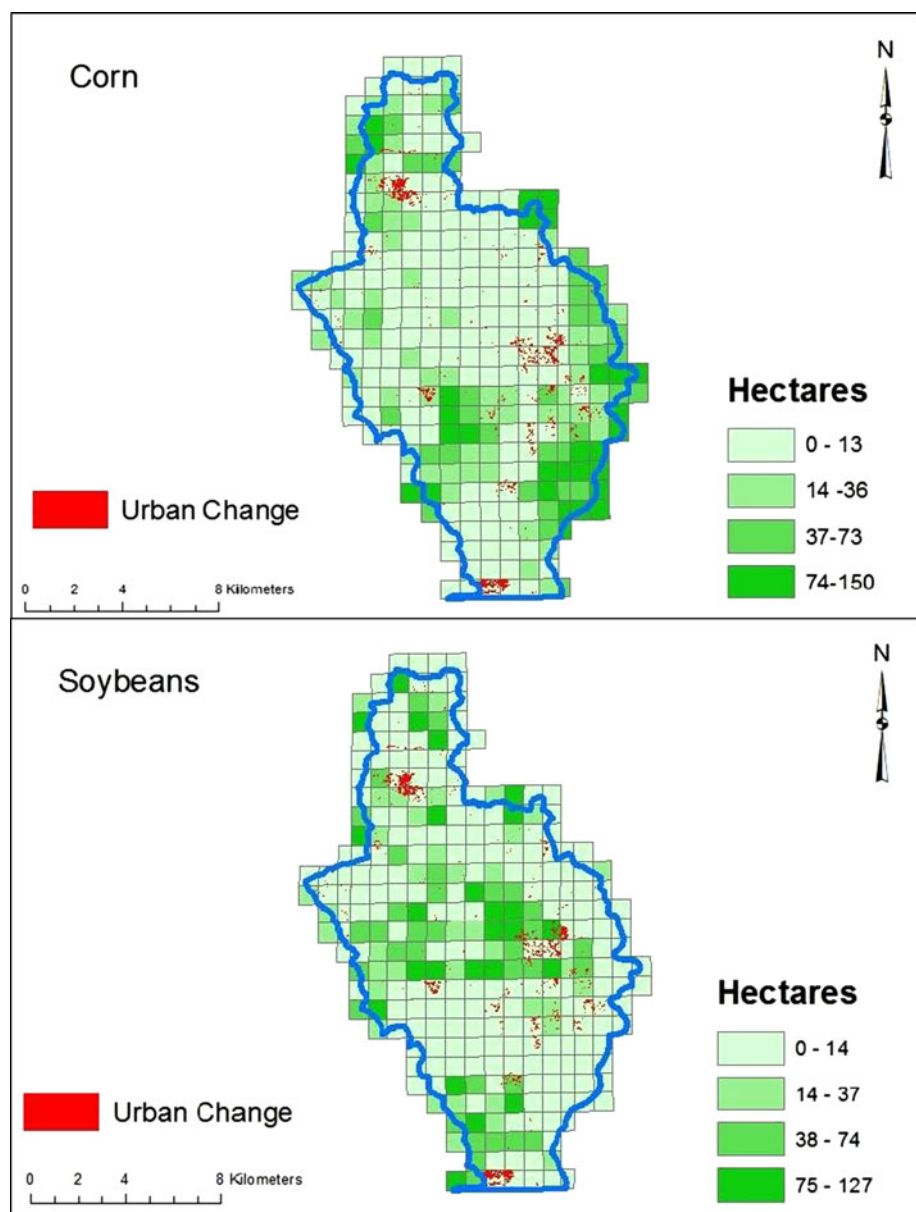 Corn
N
Hectares
0 - 13
14 -36
37-73
74-150
Urban Change
0 2 4 8 Kilometers
Soybeans
N
Hectares
0 - 14
14 - 37
38 - 74
75 - 127
Urban Change
0 2 4 8 Kilometers